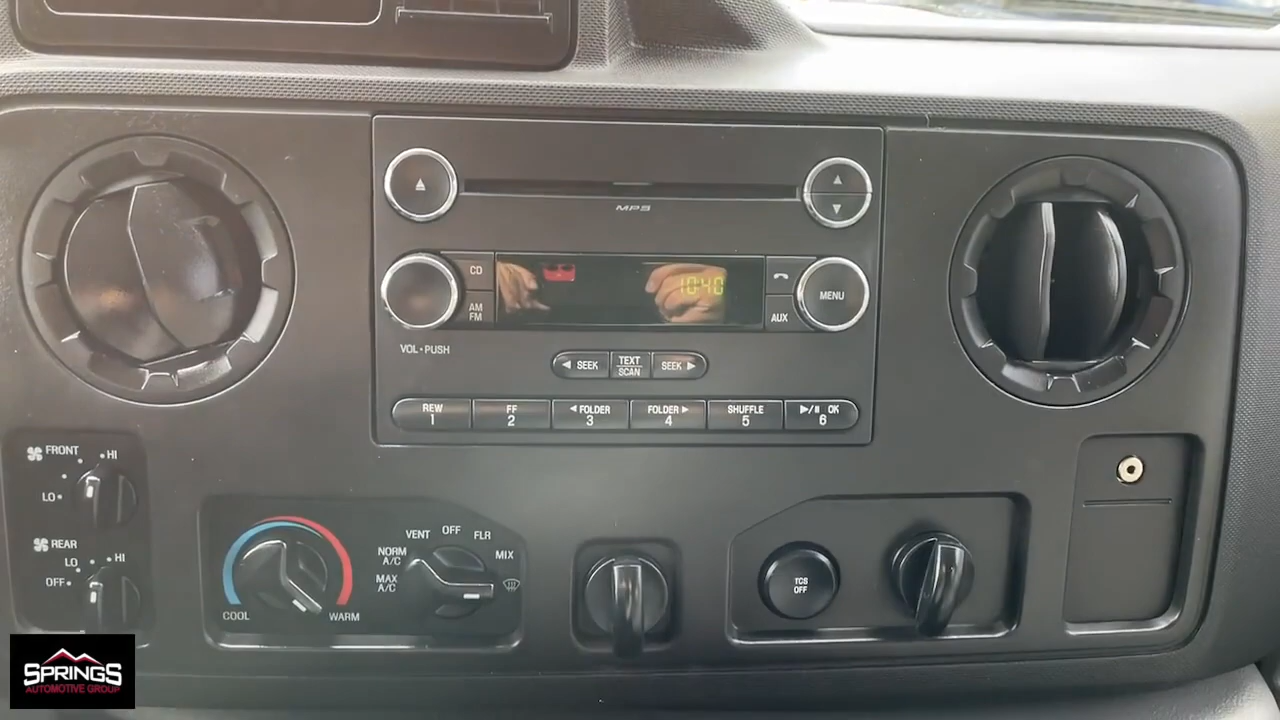 MP3
CD
10:40
MENU
AM
FM
AUX
VOL • PUSH
◄ SEEK
TEXT
SCAN
SEEK ►
REW
1
FF
2
◄ FOLDER
3
FOLDER ►
4
SHUFFLE
5
►/II OK
6
FRONT
HI
LO
REAR
HI
LO
OFF
COOL
WARM
VENT
OFF
FLR
NORM
A/C
MIX
MAX
A/C
TCS
OFF
SPRINGS
AUTOMOTIVE GROUP